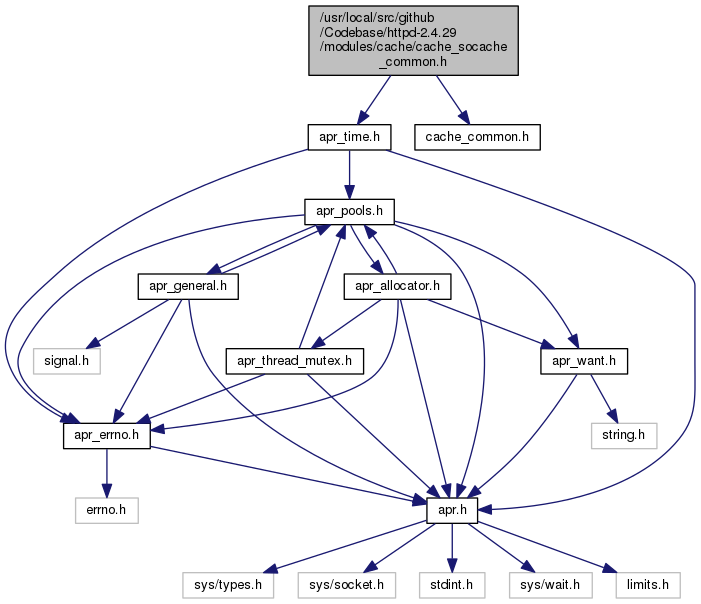 /usr/local/src/github
/Codebase/httpd-2.4.29
/modules/cache/cache_socache
_common.h
apr_time.h
cache_common.h
apr_pools.h
apr_general.h
apr_allocator.h
signal.h
apr_thread_mutex.h
apr_want.h
apr_errno.h
string.h
errno.h
apr.h
sys/types.h
sys/socket.h
stdint.h
sys/wait.h
limits.h